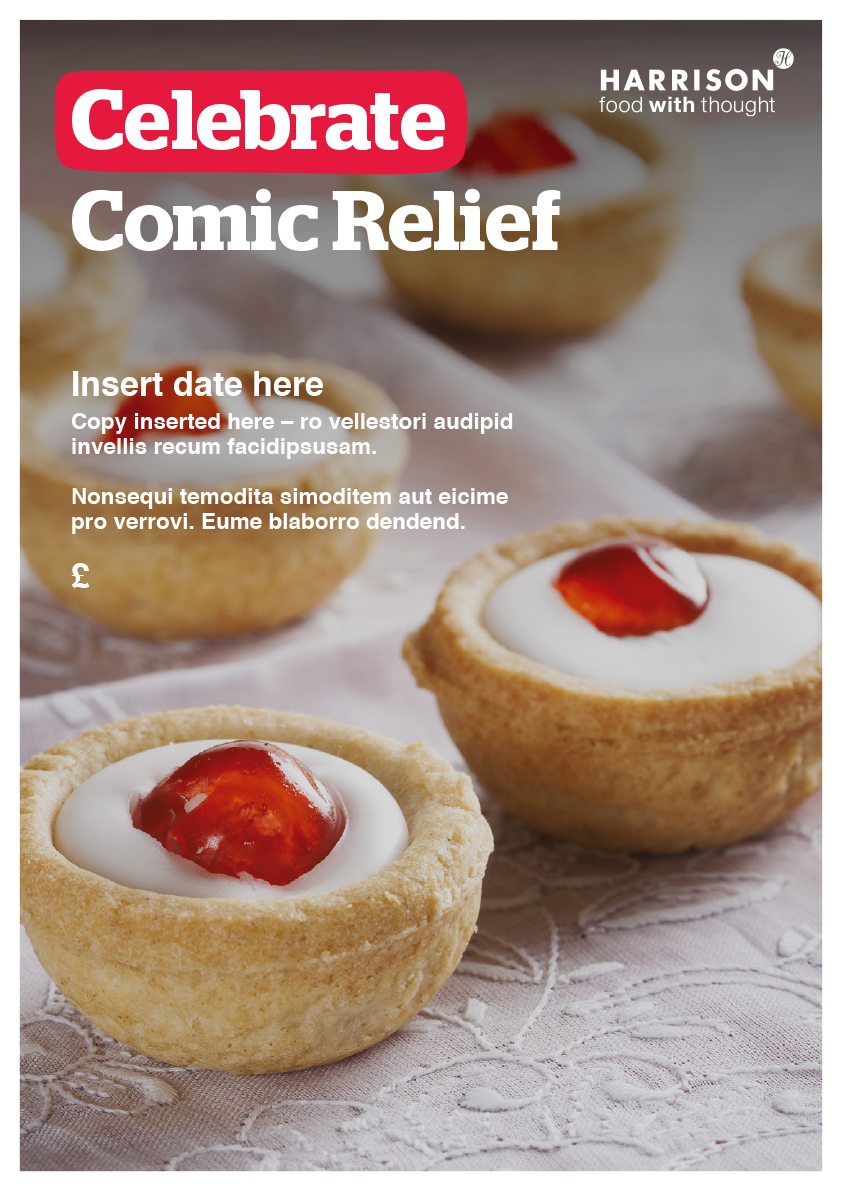 Celebrate
Comic Relief
HARRISON
H
food with thought
Insert date here
Copy inserted here – ro vellestori audipid
invellis recum facidipsusam.
Nonsequi temodita simoditem aut eicime
pro verrovi. Eume blaborro dendend.
£